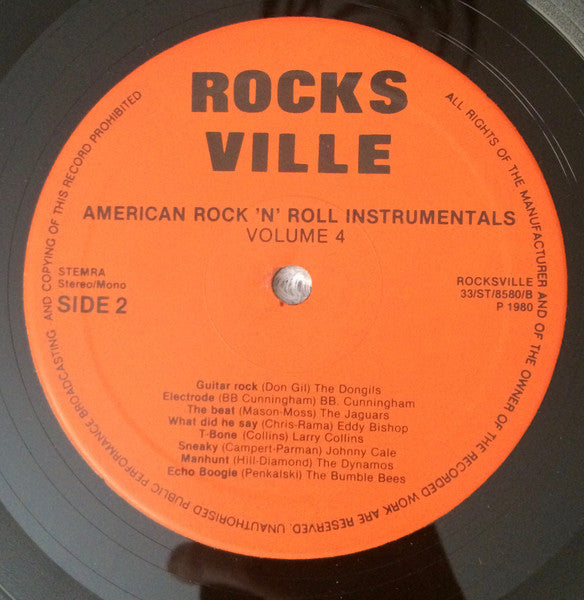 ROCKS
VILLE
AMERICAN ROCK 'N' ROLL INSTRUMENTALS
VOLUME 4
STEMRA
Stereo/Mono
SIDE 2
ROCKSVILLE
33/ST/8580/B
P 1980
Guitar rock (Don Gil) The Dongils
Electrode (BB Cunningham) BB. Cunningham
The beat (Mason-Moss) The Jaguars
What did he say (Chris-Rama) Eddy Bishop
T-Bone (Collins) Larry Collins
Sneaky (Campert-Parman) Johnny Cale
Manhunt (Hill-Diamond) The Dynamos
Echo Boogie (Penkalski) The Bumble Bees
ALL RIGHTS OF THE MANUFACTURER AND OF THE OWNER OF THE RECORDED WORK ARE RESERVED. UNAUTHORISED PUBLIC PERFORMANCE BROADCASTING AND COPYING OF THIS RECORD PROHIBITED